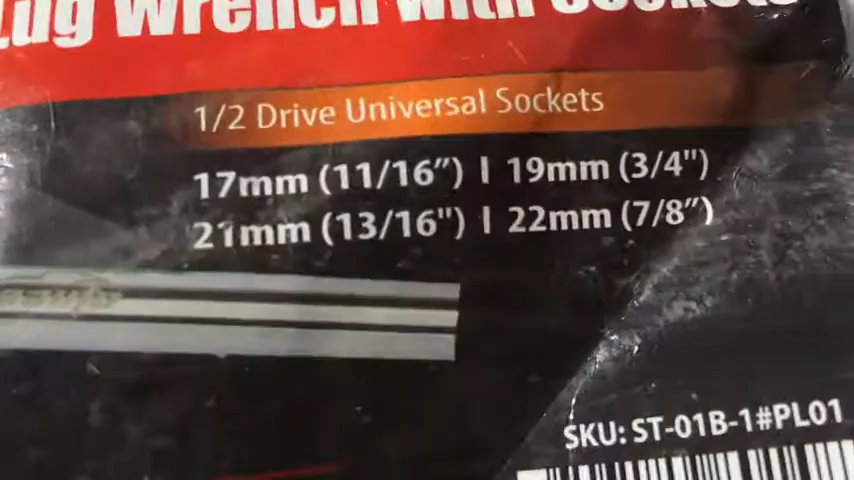 Lug Wrench with Sockets
1/2 Drive Universal Sockets
17mm (11/16″) I 19mm (3/4")
21mm (13/16") I 22mm (7/8″)
SKU: ST-01B-1#PL01